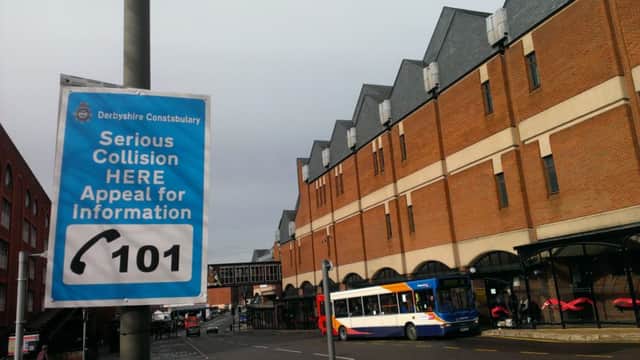 Derbyshire Constabulary
Serious
Collision
HERE
Appeal for
Information
101